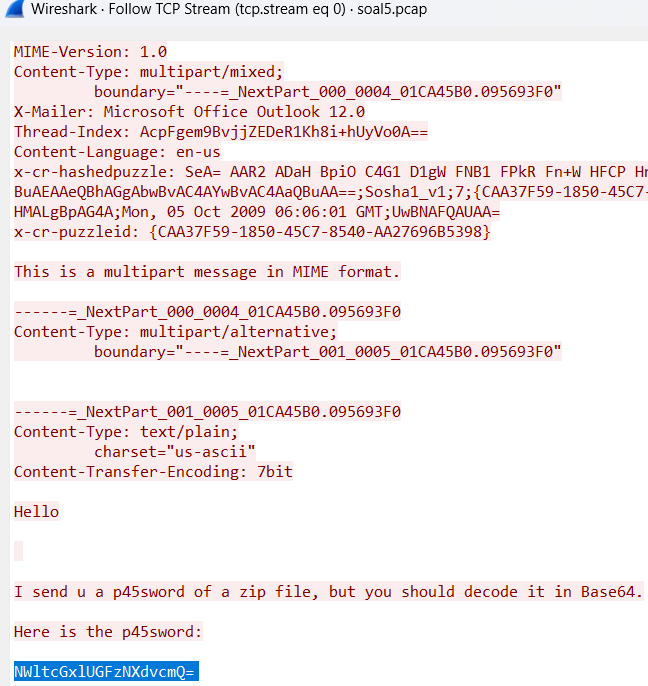 Wireshark · Follow TCP Stream (tcp.stream eq 0) · soal5.pcap
MIME-Version: 1.0
Content-Type: multipart/mixed;
boundary="----=_NextPart_000_0004_01CA45B0.095693F0"
X-Mailer: Microsoft Office Outlook 12.0
Thread-Index: AcpFgem9BvjjZEDeR1Kh8i+hUyVo0A==
Content-Language: en-us
x-cr-hashedpuzzle: SeA= AAR2 ADaH BpiO C4G1 D1gW FNB1 FPkR Fn+W HFCP
BuAEAAeQBhAGgAbwBvAC4AYwBvAC4AaQBuAA==;Sosha1_v1;7;{CAA37F59-1850-45C7-
HMALgBpAG4A;Mon, 05 Oct 2009 06:06:01 GMT;UwBNAFQAUAA=
x-cr-puzzleid: {CAA37F59-1850-45C7-8540-AA27696B5398}
This is a multipart message in MIME format.
------=_NextPart_000_0004_01CA45B0.095693F0
Content-Type: multipart/alternative;
boundary="----=_NextPart_001_0005_01CA45B0.095693F0"
------=_NextPart_001_0005_01CA45B0.095693F0
Content-Type: text/plain;
charset="us-ascii"
Content-Transfer-Encoding: 7bit
Hello
I send u a p45sword of a zip file, but you should decode it in Base64.
Here is the p45sword:
NWltcGxlUGFzNXdvcmQ=